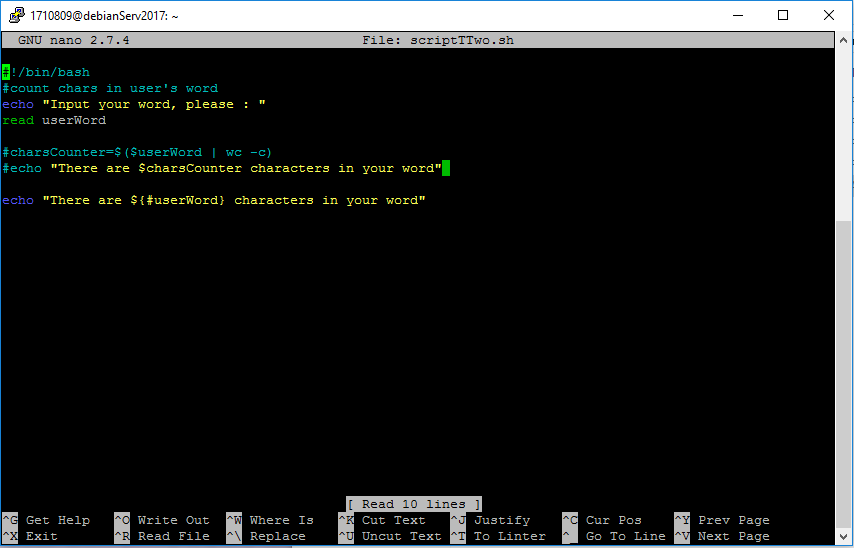 1710809@debianServ2017: ~
GNU nano 2.7.4 File: scriptTTwo.sh
#!/bin/bash
#count chars in user's word
echo "Input your word, please : "
read userWord
#charsCounter=$($userWord | wc -c)
#echo "There are $charsCounter characters in your word"
echo "There are ${#userWord} characters in your word"
[ Read 10 lines ]
^G Get Help ^O Write Out ^W Where Is ^K Cut Text ^J Justify ^C Cur Pos ^Y Prev Page
^X Exit ^R Read File ^\ Replace ^U Uncut Text ^T To Linter ^_ Go To Line ^V Next Page